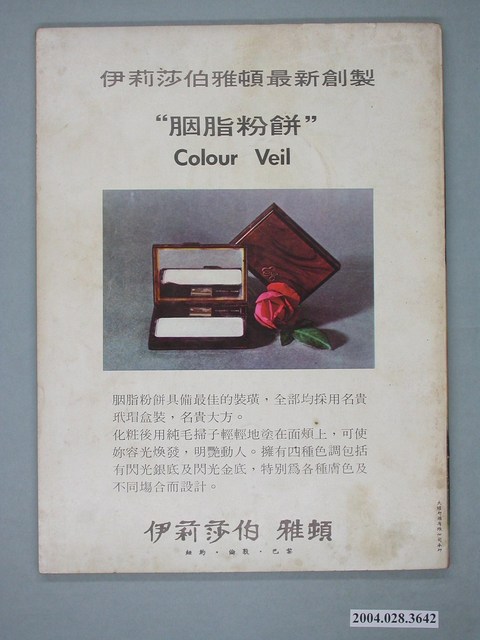 伊莉莎伯雅頓最新創製
“胭脂粉餅”
Colour Veil
胭脂粉餅具備最佳的裝璜，全部均採用名貴
玳瑁盒裝，名貴大方。
化粧後用純毛掃子輕輕地塗在面頰上，可使
妳容光煥發，明艷動人。擁有四種色調包括
有閃光銀底及閃光金底，特別爲各種膚色及
不同場合而設計。
伊莉莎伯 雅頓
紐約・倫敦・巴黎
2004.028.3642